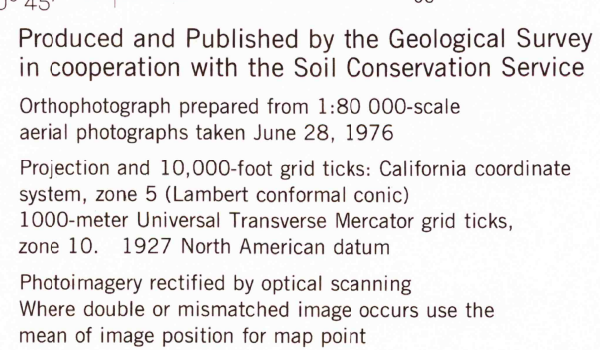 Produced and Published by the Geological Survey
in cooperation with the Soil Conservation Service
Orthophotograph prepared from 1:80 000-scale
aerial photographs taken June 28, 1976
Projection and 10,000-foot grid ticks: California coordinate
system, zone 5 (Lambert conformal conic)
1000-meter Universal Transverse Mercator grid ticks,
zone 10. 1927 North American datum
Photoimagery rectified by optical scanning
Where double or mismatched image occurs use the
mean of image position for map point